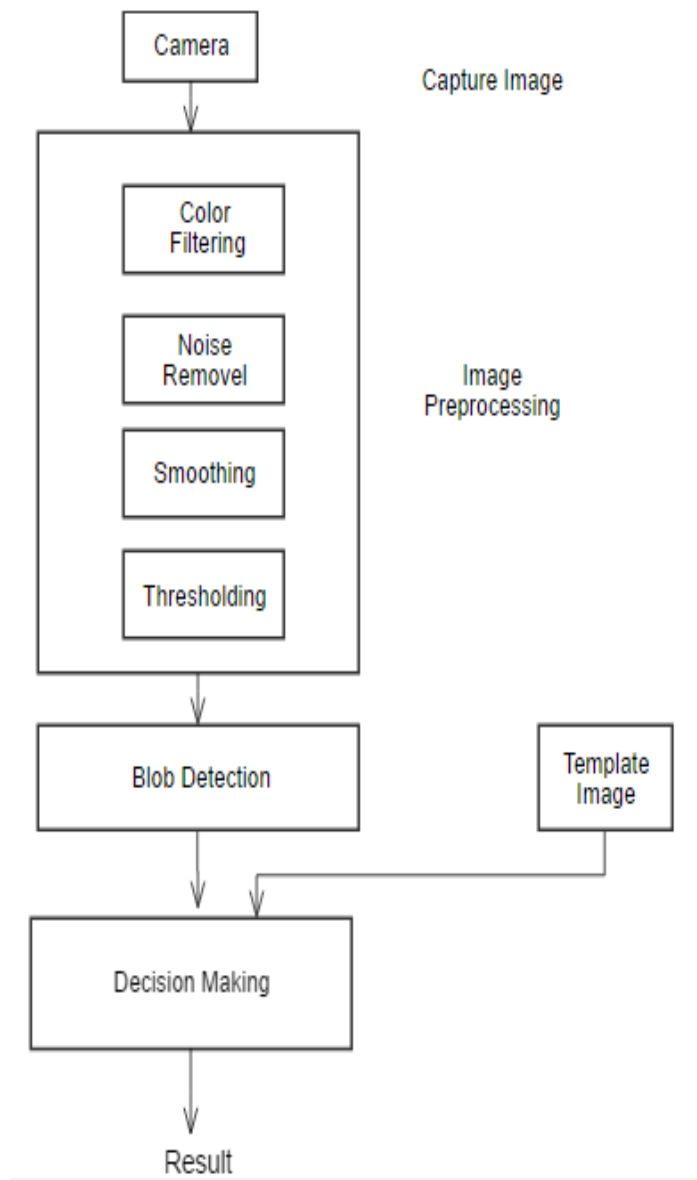 Camera
Capture Image
Color
Filtering
Noise
Removel
Image
Preprocessing
Smoothing
Thresholding
Blob Detection
Template
Image
Decision Making
Result